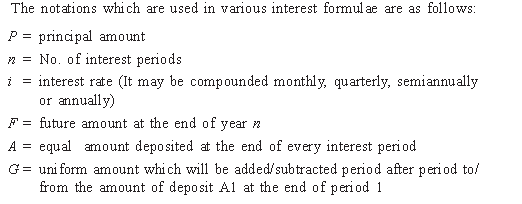 The notations which are used in various interest formulae are as follows:
P = principal amount
n = No. of interest periods
i = interest rate (It may be compounded monthly, quarterly, semiannually
or annually)
F = future amount at the end of year n
A = equal amount deposited at the end of every interest period
G = uniform amount which will be added/subtracted period after period to/
from the amount of deposit A1 at the end of period 1